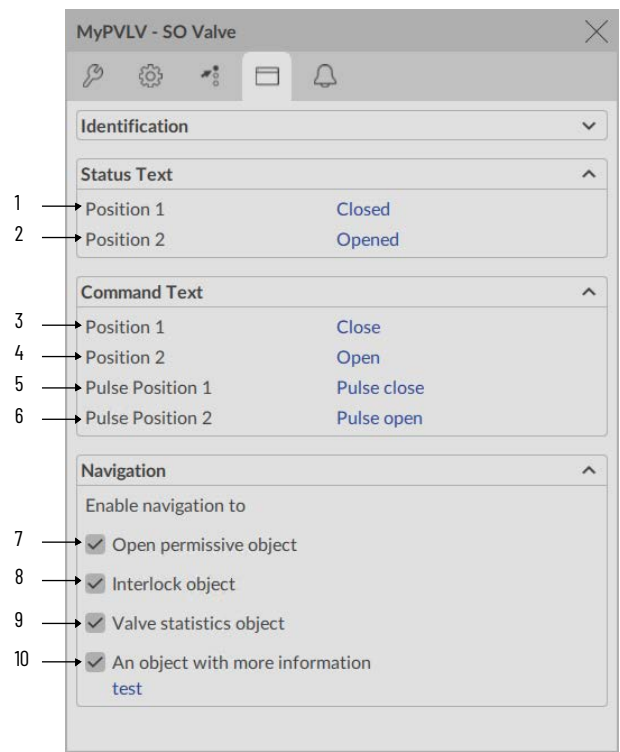 MyPVLV - SO Valve
Identification
Status Text
1 Position 1 Closed
2 Position 2 Opened
Command Text
3 Position 1 Close
4 Position 2 Open
5 Pulse Position 1 Pulse close
6 Pulse Position 2 Pulse open
Navigation
Enable navigation to
7 Open permissive object
8 Interlock object
9 Valve statistics object
10 An object with more information
test